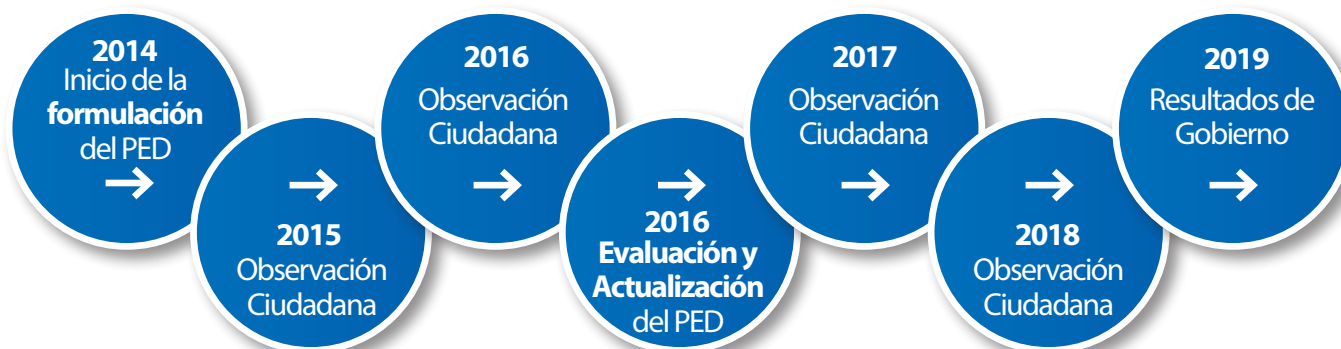 2014
Inicio de la
formulación
del PED
2015
Observación
Ciudadana
2016
Observación
Ciudadana
2016
Evaluación y
Actualización
del PED
2017
Observación
Ciudadana
2018
Observación
Ciudadana
2019
Resultados de
Gobierno